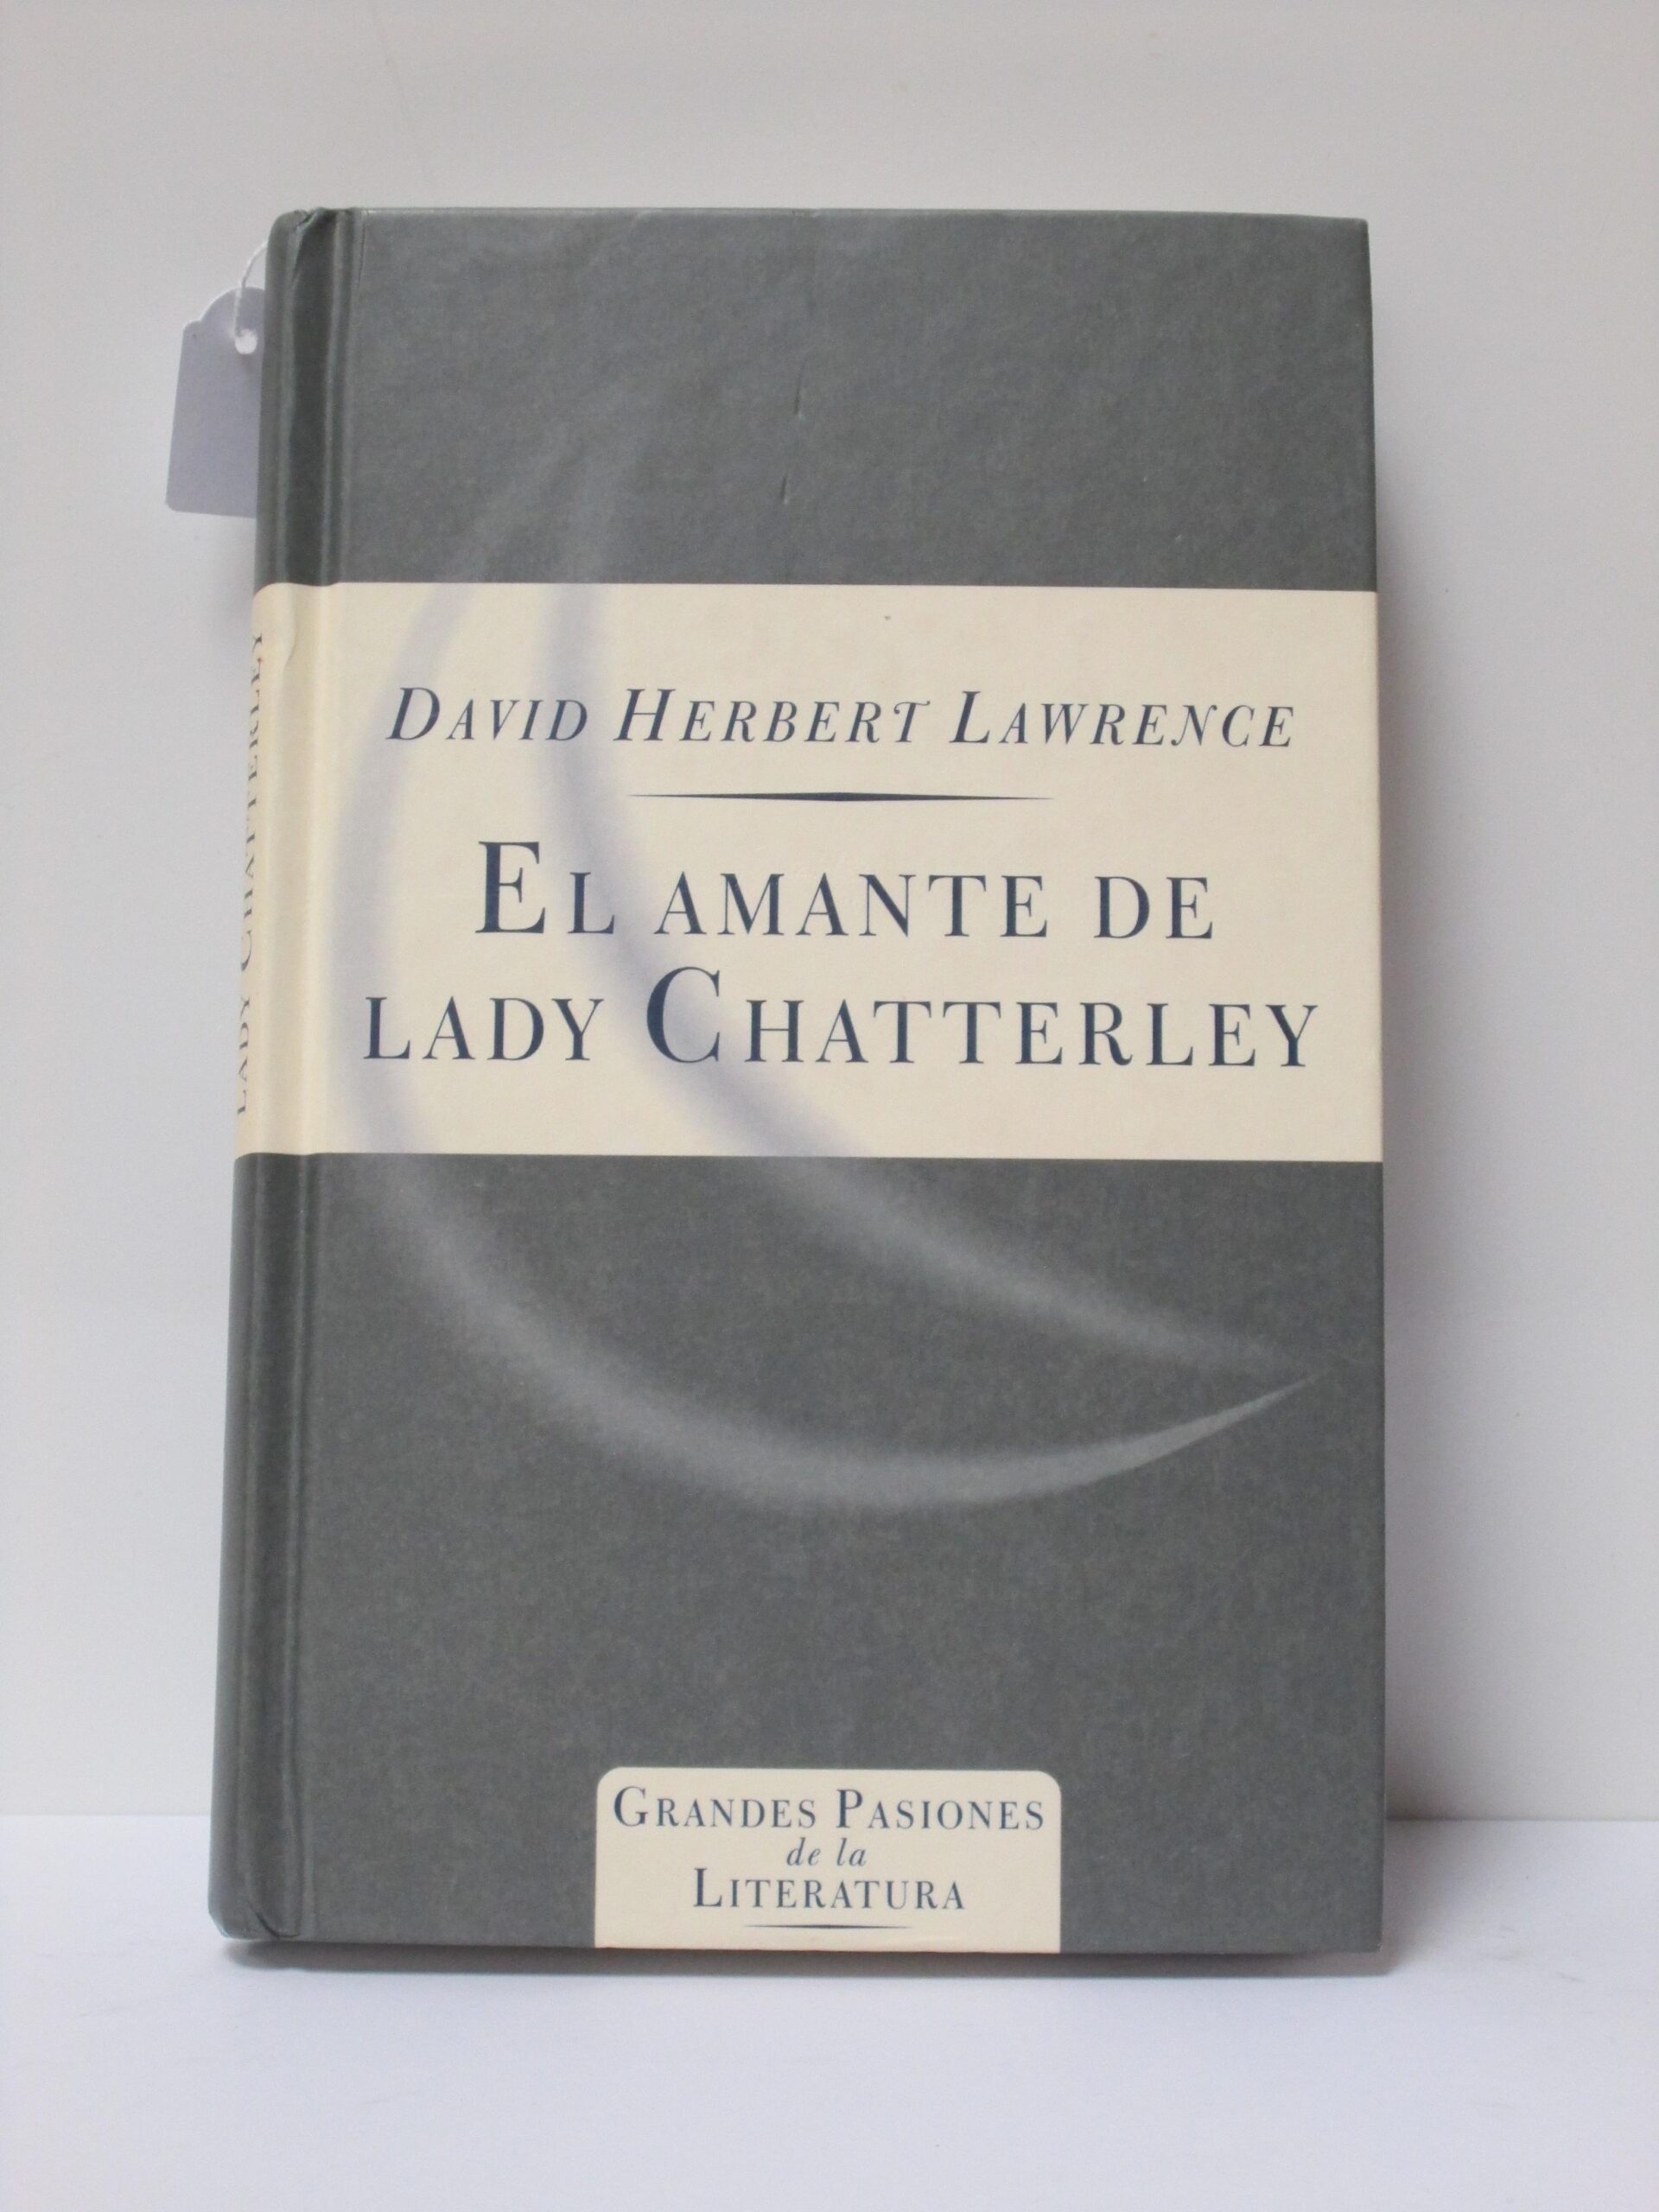 DAVID HERBERT LAWRENCE
EL AMANTE DE
LADY CHATTERLEY
GRANDES PASIONES
de la
LITERATURA
LADY CHATTERLEY